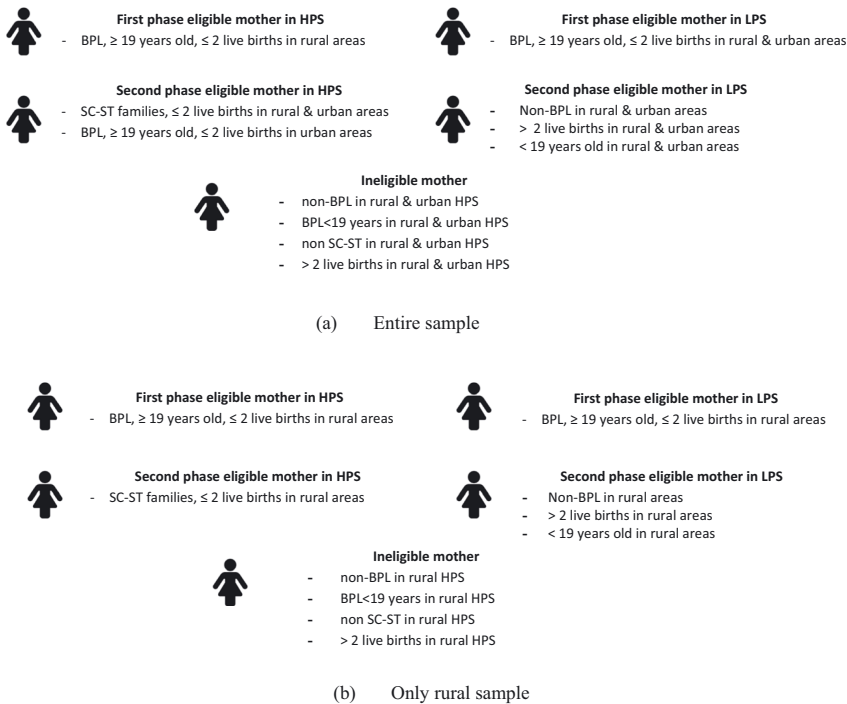 First phase eligible mother in HPS
- BPL, ≥ 19 years old, ≤ 2 live births in rural areas
First phase eligible mother in LPS
- BPL, ≥ 19 years old, ≤ 2 live births in rural & urban areas
Second phase eligible mother in HPS
- SC-ST families, ≤ 2 live births in rural & urban areas
- BPL, ≥ 19 years old, ≤ 2 live births in urban areas
Second phase eligible mother in LPS
- Non-BPL in rural & urban areas
- > 2 live births in rural & urban areas
- < 19 years old in rural & urban areas
Ineligible mother
- non-BPL in rural & urban HPS
- BPL<19 years in rural & urban HPS
- non SC-ST in rural & urban HPS
- > 2 live births in rural & urban HPS
(a) Entire sample
First phase eligible mother in HPS
- BPL, ≥ 19 years old, ≤ 2 live births in rural areas
First phase eligible mother in LPS
- BPL, ≥ 19 years old, ≤ 2 live births in rural areas
Second phase eligible mother in HPS
- SC-ST families, ≤ 2 live births in rural areas
Second phase eligible mother in LPS
- Non-BPL in rural areas
- > 2 live births in rural areas
- < 19 years old in rural areas
Ineligible mother
- non-BPL in rural HPS
- BPL<19 years in rural HPS
- non SC-ST in rural HPS
- > 2 live births in rural HPS
(b) Only rural sample